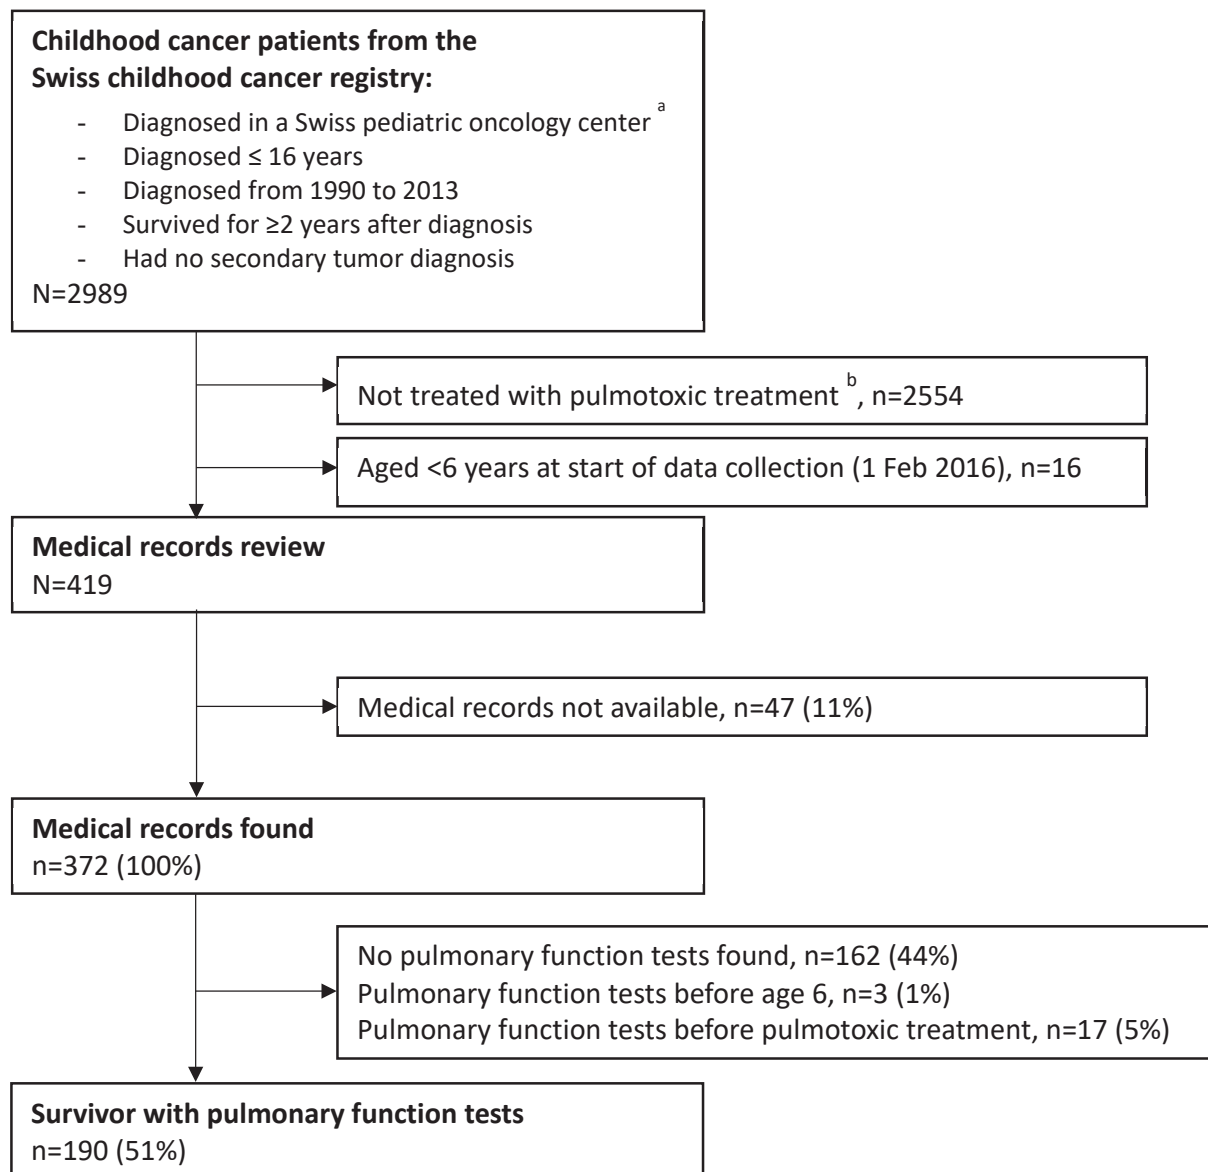 Childhood cancer patients from the
Swiss childhood cancer registry:
- Diagnosed in a Swiss pediatric oncology center a
- Diagnosed ≤ 16 years
- Diagnosed from 1990 to 2013
- Survived for ≥2 years after diagnosis
- Had no secondary tumor diagnosis
N=2989
Not treated with pulmotoxic treatment b, n=2554
Aged <6 years at start of data collection (1 Feb 2016), n=16
Medical records review
N=419
Medical records not available, n=47 (11%)
Medical records found
n=372 (100%)
No pulmonary function tests found, n=162 (44%)
Pulmonary function tests before age 6, n=3 (1%)
Pulmonary function tests before pulmotoxic treatment, n=17 (5%)
Survivor with pulmonary function tests
n=190 (51%)